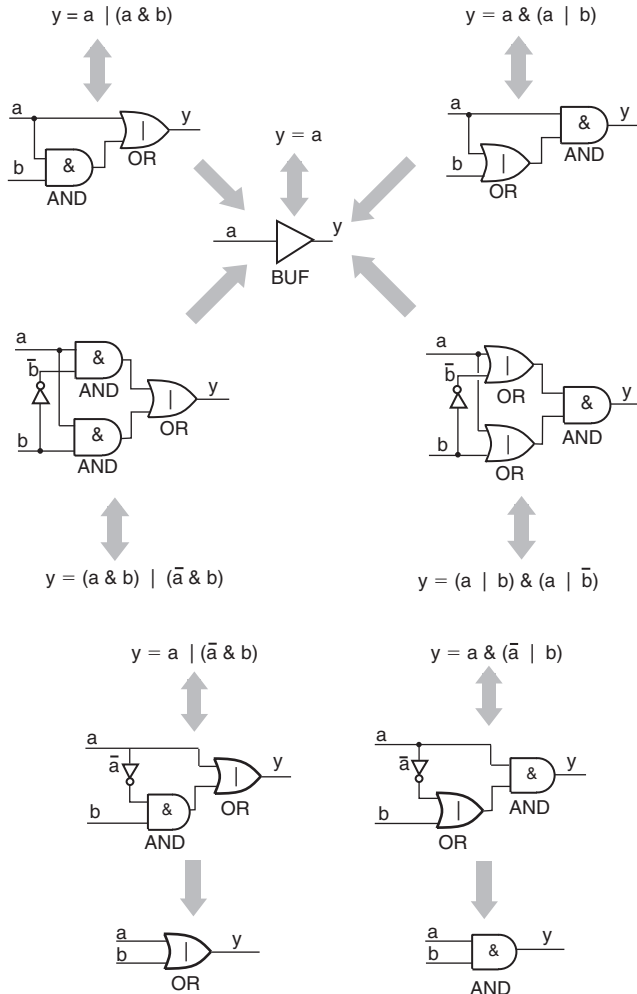 y = a | (a & b)
y = a & (a | b)
a
b
&
AND
|
OR
y
y = a
a
y
BUF
a
b
|
OR
&
AND
y
a
b̅
b
&
AND
&
AND
|
OR
y
a
b̅
b
|
OR
|
OR
&
AND
y
y = (a & b) | (a̅ & b)
y = (a | b) & (a | b̅)
y = a | (a̅ & b)
y = a & (a̅ | b)
a
a̅
b
&
AND
|
OR
y
a
a̅
b
|
OR
&
AND
y
a
b
|
OR
y
a
b
&
AND
y